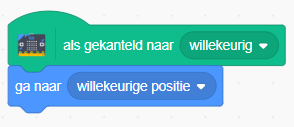 als gekanteld naar willekeurig
ga naar willekeurige positie